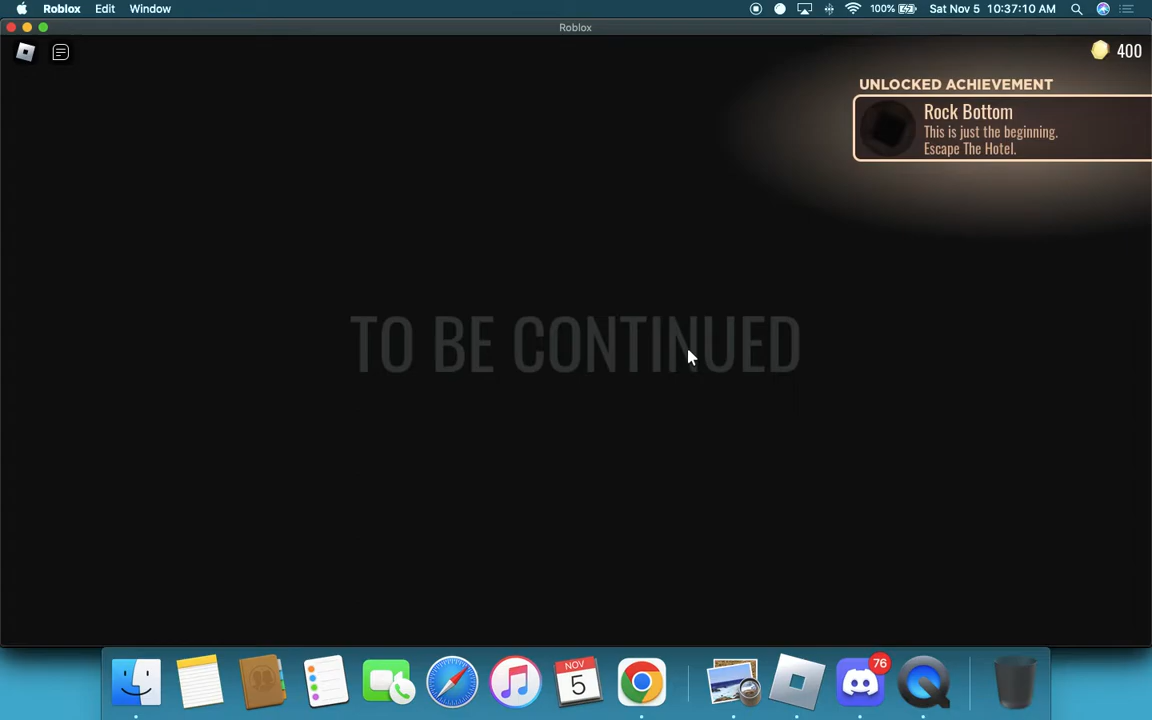 Roblox Edit Window 100% Sat Nov 5 10:37:10 AM
Roblox
400
UNLOCKED ACHIEVEMENT
Rock Bottom
This is just the beginning.
Escape The Hotel.
TO BE CONTINUED
NOV
5
76